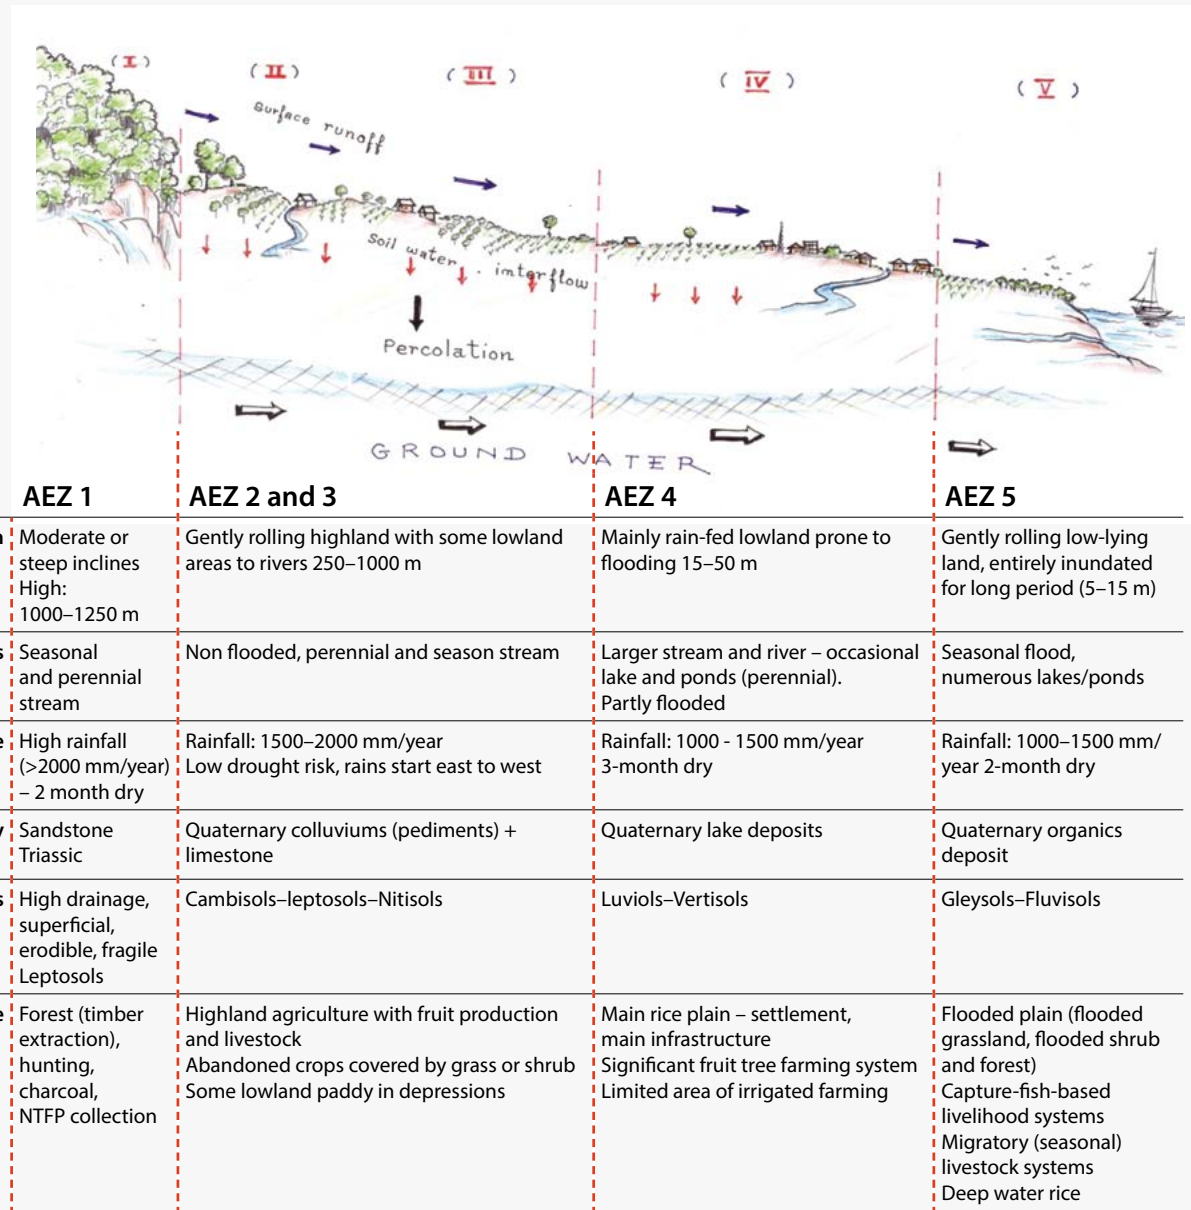 (I)
(II)
(III)
(IV)
(V)
Surface runoff
Soil water . interflow
Percolation
GROUND WATER
AEZ 1
AEZ 2 and 3
AEZ 4
AEZ 5
n
Moderate or
steep inclines
High:
1000–1250 m
Gently rolling highland with some lowland
areas to rivers 250–1000 m
Mainly rain-fed lowland prone to
flooding 15–50 m
Gently rolling low-lying
land, entirely inundated
for long period (5–15 m)
s
Seasonal
and perennial
stream
Non flooded, perennial and season stream
Larger stream and river – occasional
lake and ponds (perennial).
Partly flooded
Seasonal flood,
numerous lakes/ponds
e
High rainfall
(>2000 mm/year)
– 2 month dry
Rainfall: 1500–2000 mm/year
Low drought risk, rains start east to west
Rainfall: 1000 - 1500 mm/year
3-month dry
Rainfall: 1000–1500 mm/
year 2-month dry
y
Sandstone
Triassic
Quaternary colluviums (pediments) +
limestone
Quaternary lake deposits
Quaternary organics
deposit
s
High drainage,
superficial,
erodible, fragile
Leptosols
Cambisols–leptosols–Nitisols
Luviols–Vertisols
Gleysols–Fluvisols
e
Forest (timber
extraction),
hunting,
charcoal,
NTFP collection
Highland agriculture with fruit production
and livestock
Abandoned crops covered by grass or shrub
Some lowland paddy in depressions
Main rice plain – settlement,
main infrastructure
Significant fruit tree farming system
Limited area of irrigated farming
Flooded plain (flooded
grassland, flooded shrub
and forest)
Capture-fish-based
livelihood systems
Migratory (seasonal)
livestock systems
Deep water rice